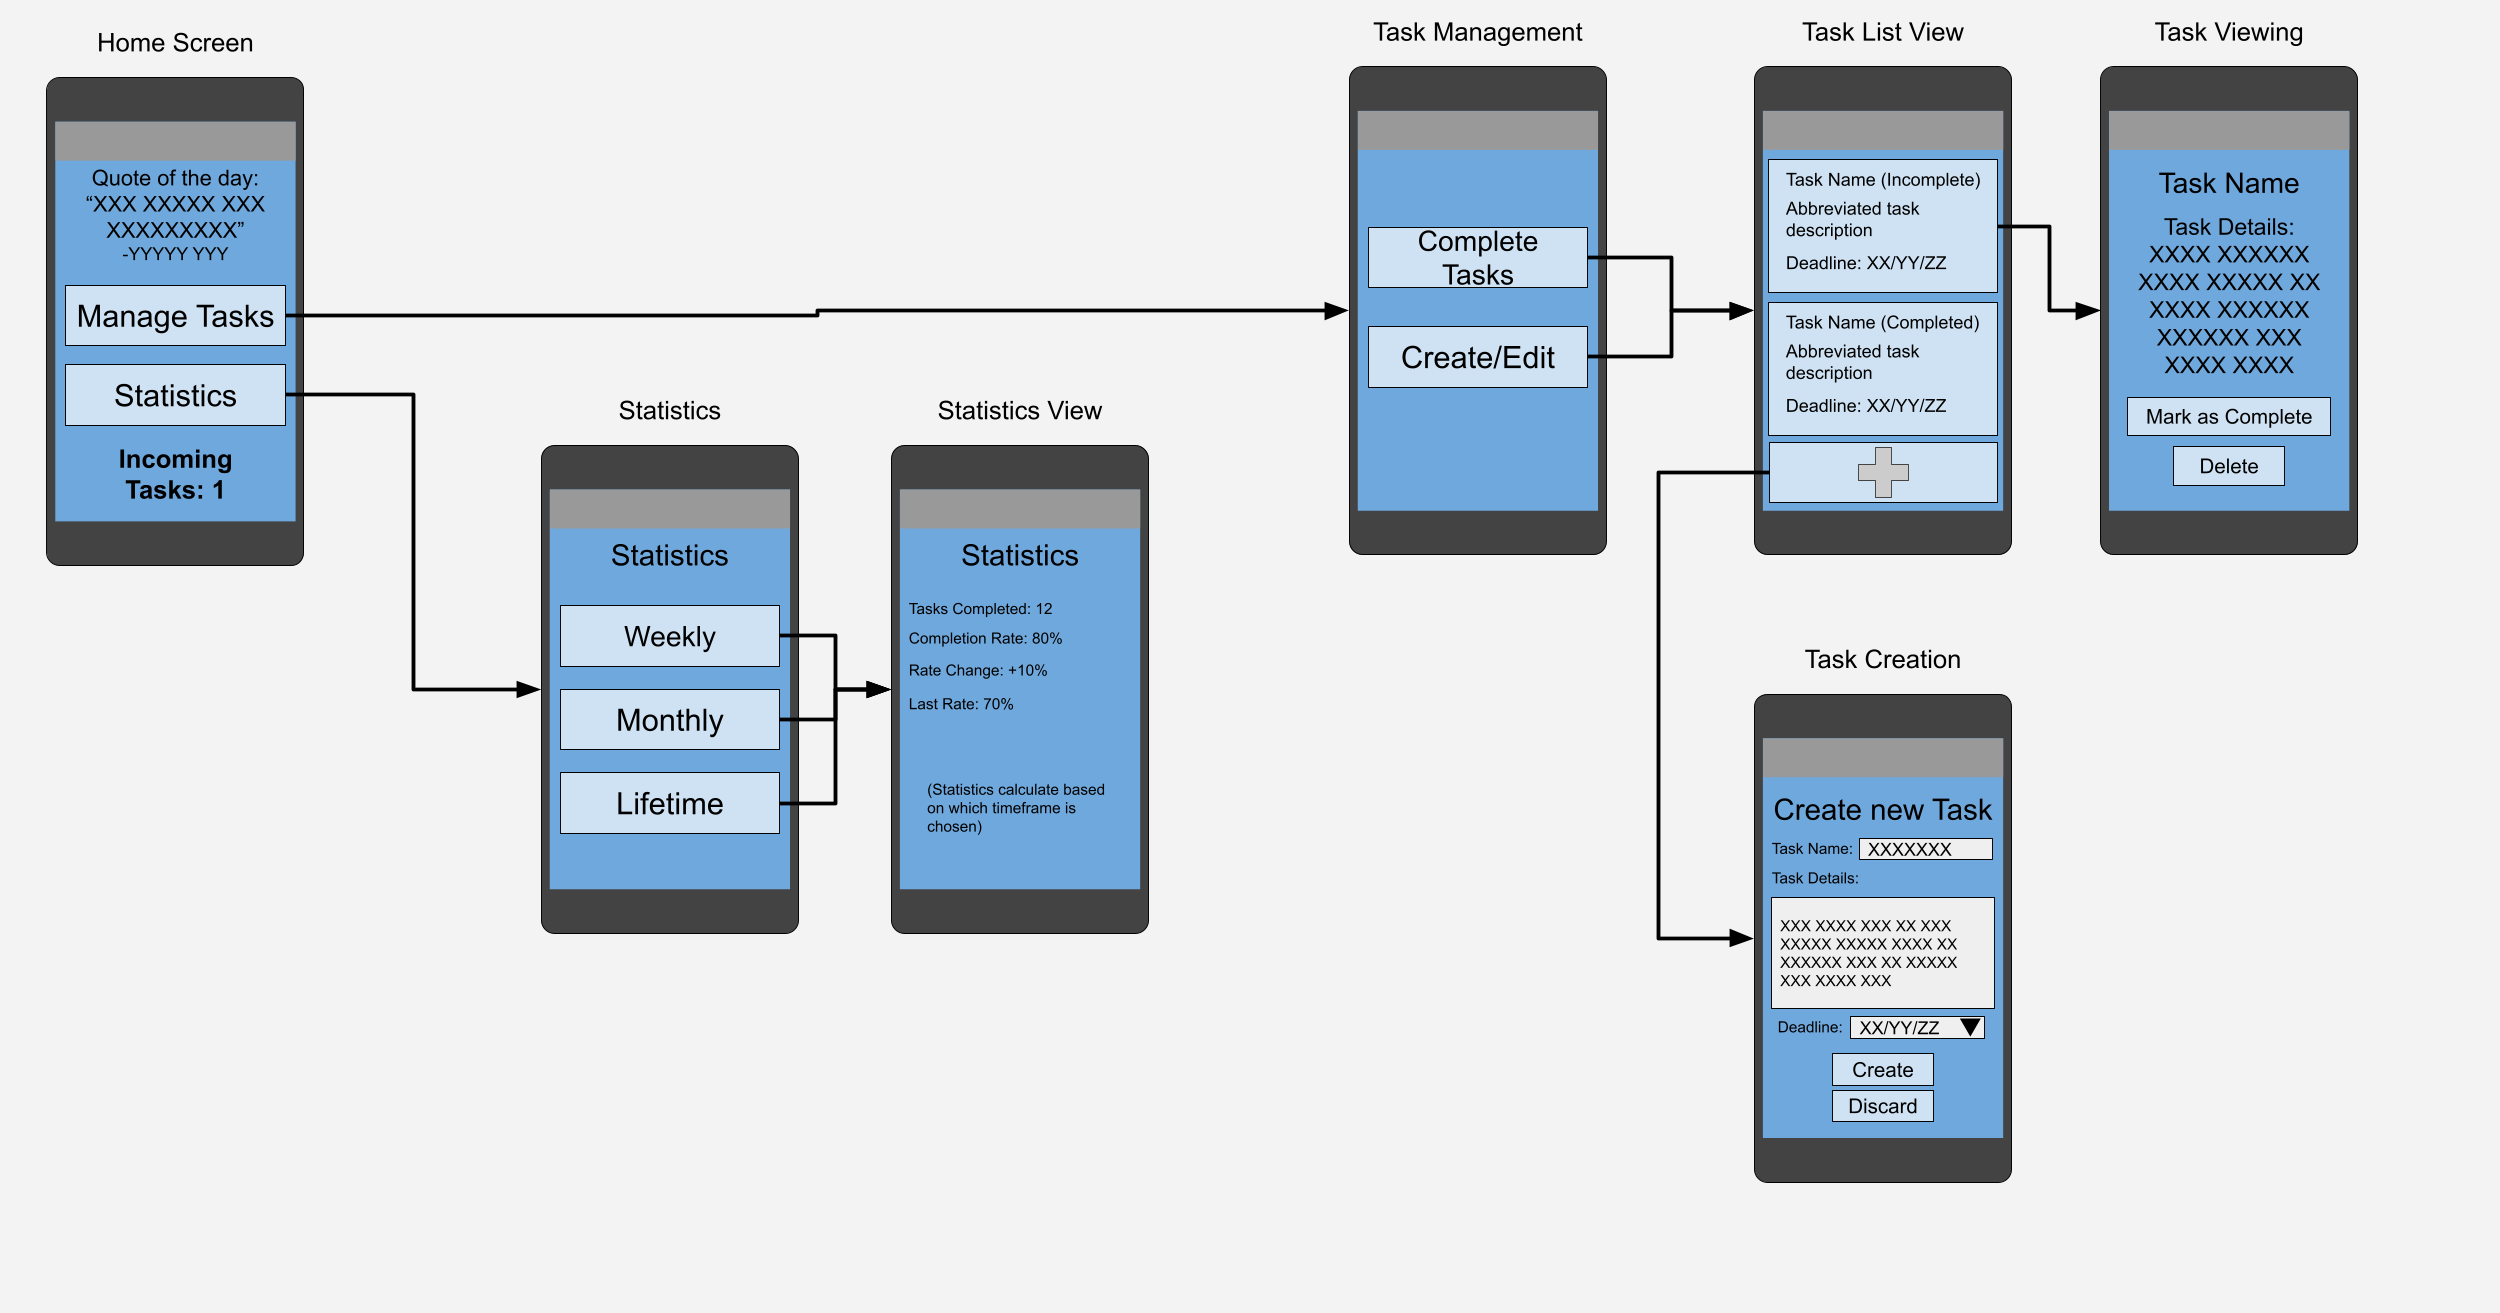 Home Screen
Quote of the day:
“XXX XXXXX XXX
XXXXXXXXX”
-YYYYY YYY
Manage Tasks
Statistics
Incoming
Tasks: 1
Statistics
Statistics
Weekly
Monthly
Lifetime
Statistics View
Statistics
Tasks Completed: 12
Completion Rate: 80%
Rate Change: +10%
Last Rate: 70%
(Statistics calculate based
on which timeframe is
chosen)
Task Management
Complete
Tasks
Create/Edit
Task List View
Task Name (Incomplete)
Abbreviated task
description
Deadline: XX/YY/ZZ
Task Name (Completed)
Abbreviated task
description
Deadline: XX/YY/ZZ
Task Viewing
Task Name
Task Details:
XXXX XXXXXX
XXXX XXXXX XX
XXXX XXXXXX
XXXXXX XXX
XXXX XXXX
Mark as Complete
Delete
Task Creation
Create new Task
Task Name: XXXXXXX
Task Details:
XXX XXXX XXX XX XXX
XXXXX XXXXX XXXX XX
XXXXXX XXX XX XXXXX
XXX XXXX XXX
Deadline: XX/YY/ZZ
Create
Discard